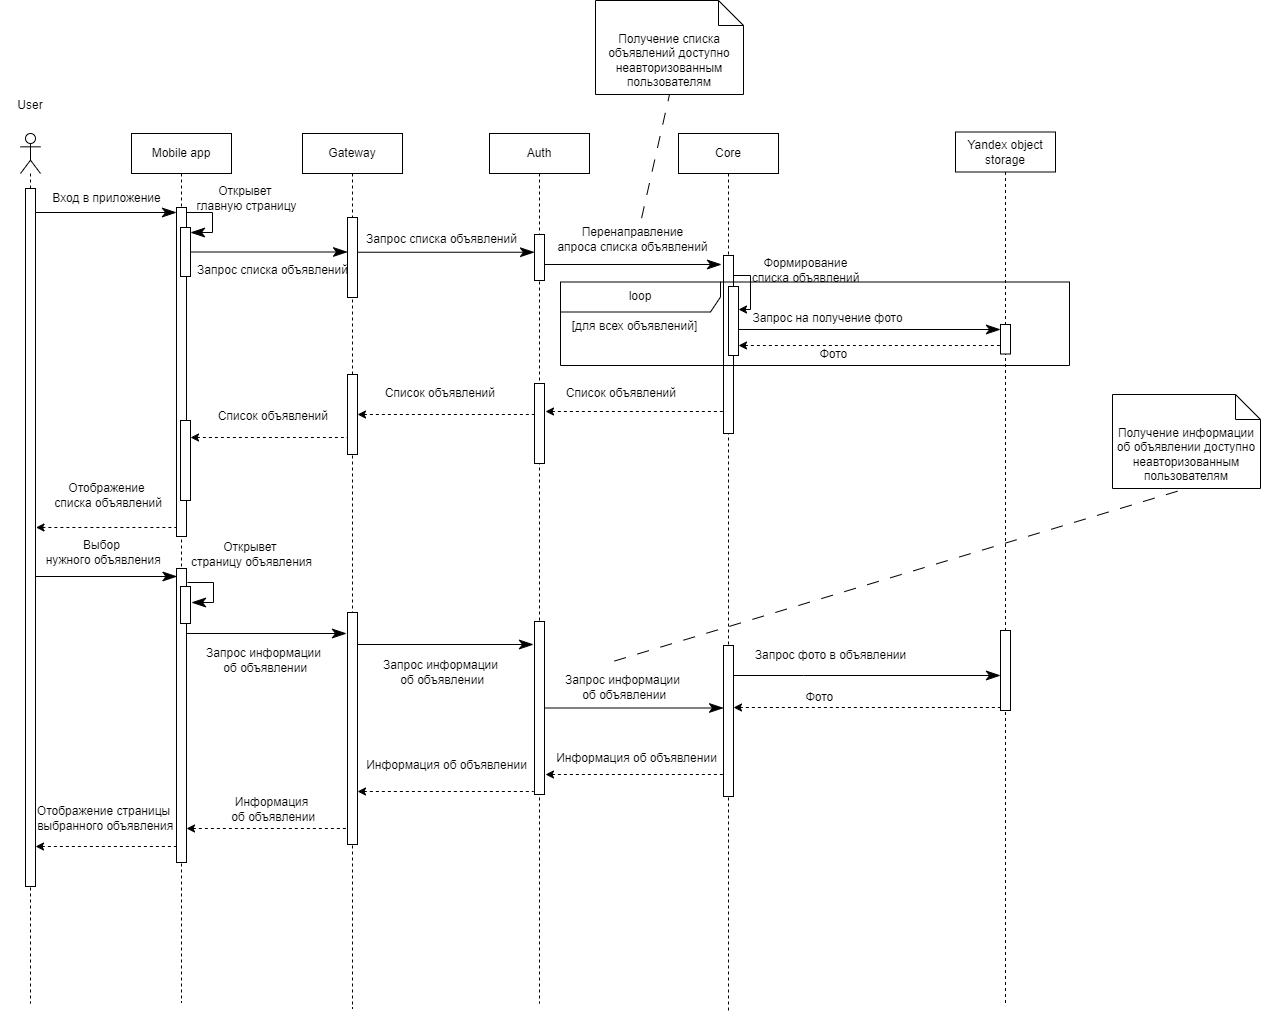 Получение списка
объявлений доступно
неавторизованным
пользователям
User
Mobile app
Gateway
Auth
Core
Yandex object
storage
Вход в приложение
Открывет
главную страницу
Запрос списка объявлений
Запрос списка объявлений
Перенаправление
апроса списка объявлений
Формирование
списка объявлений
loop
[для всех объявлений]
Запрос на получение фото
Фото
Список объявлений
Список объявлений
Список объявлений
Получение информации
об объявлении доступно
неавторизованным
пользователям
Отображение
списка объявлений
Выбор
нужного объявления
Открывет
страницу объявления
Запрос информации
об объявлении
Запрос информации
об объявлении
Запрос информации
об объявлении
Запрос фото в объявлении
Фото
Информация об объявлении
Информация об объявлении
Информация
об объявлении
Отображение страницы
выбранного объявления